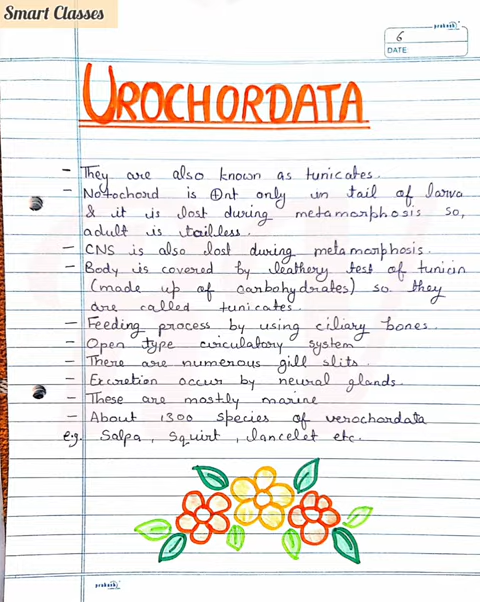 Smart Classes
prakash
6
DATE
UROCHORDATA
- They are also known as tunicates.
- Notochord is ⊕nt only in tail of larva
& it is lost during metamorphosis so,
adult is tailless.
- CNS is also lost during metamorphosis.
- Body is covered by leathery test of tunicin
(made up of carbohydrates) so they
are called tunicates.
- Feeding process by using ciliary bones.
- Open type circulatory system
- There are numerous gill slits.
- Excretion occur by neural glands.
- These are mostly marine
- About 1300 species of verochordata
e.g. Salpa, Squirt, lancelet etc.
prakash